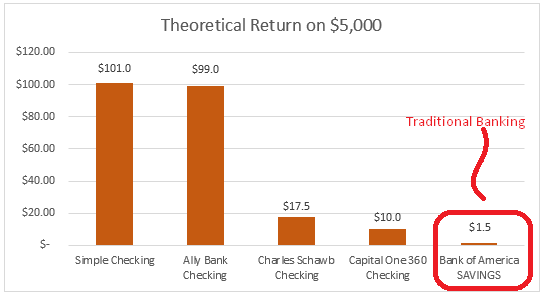 Theoretical Return on $5,000
$120.00
$100.00
$80.00
$60.00
$40.00
$20.00
$-
$101.0
$99.0
$17.5
$10.0
$1.5
Traditional Banking
Simple Checking
Ally Bank
Checking
Charles Schawb
Checking
Capital One 360
Checking
Bank of America
SAVINGS